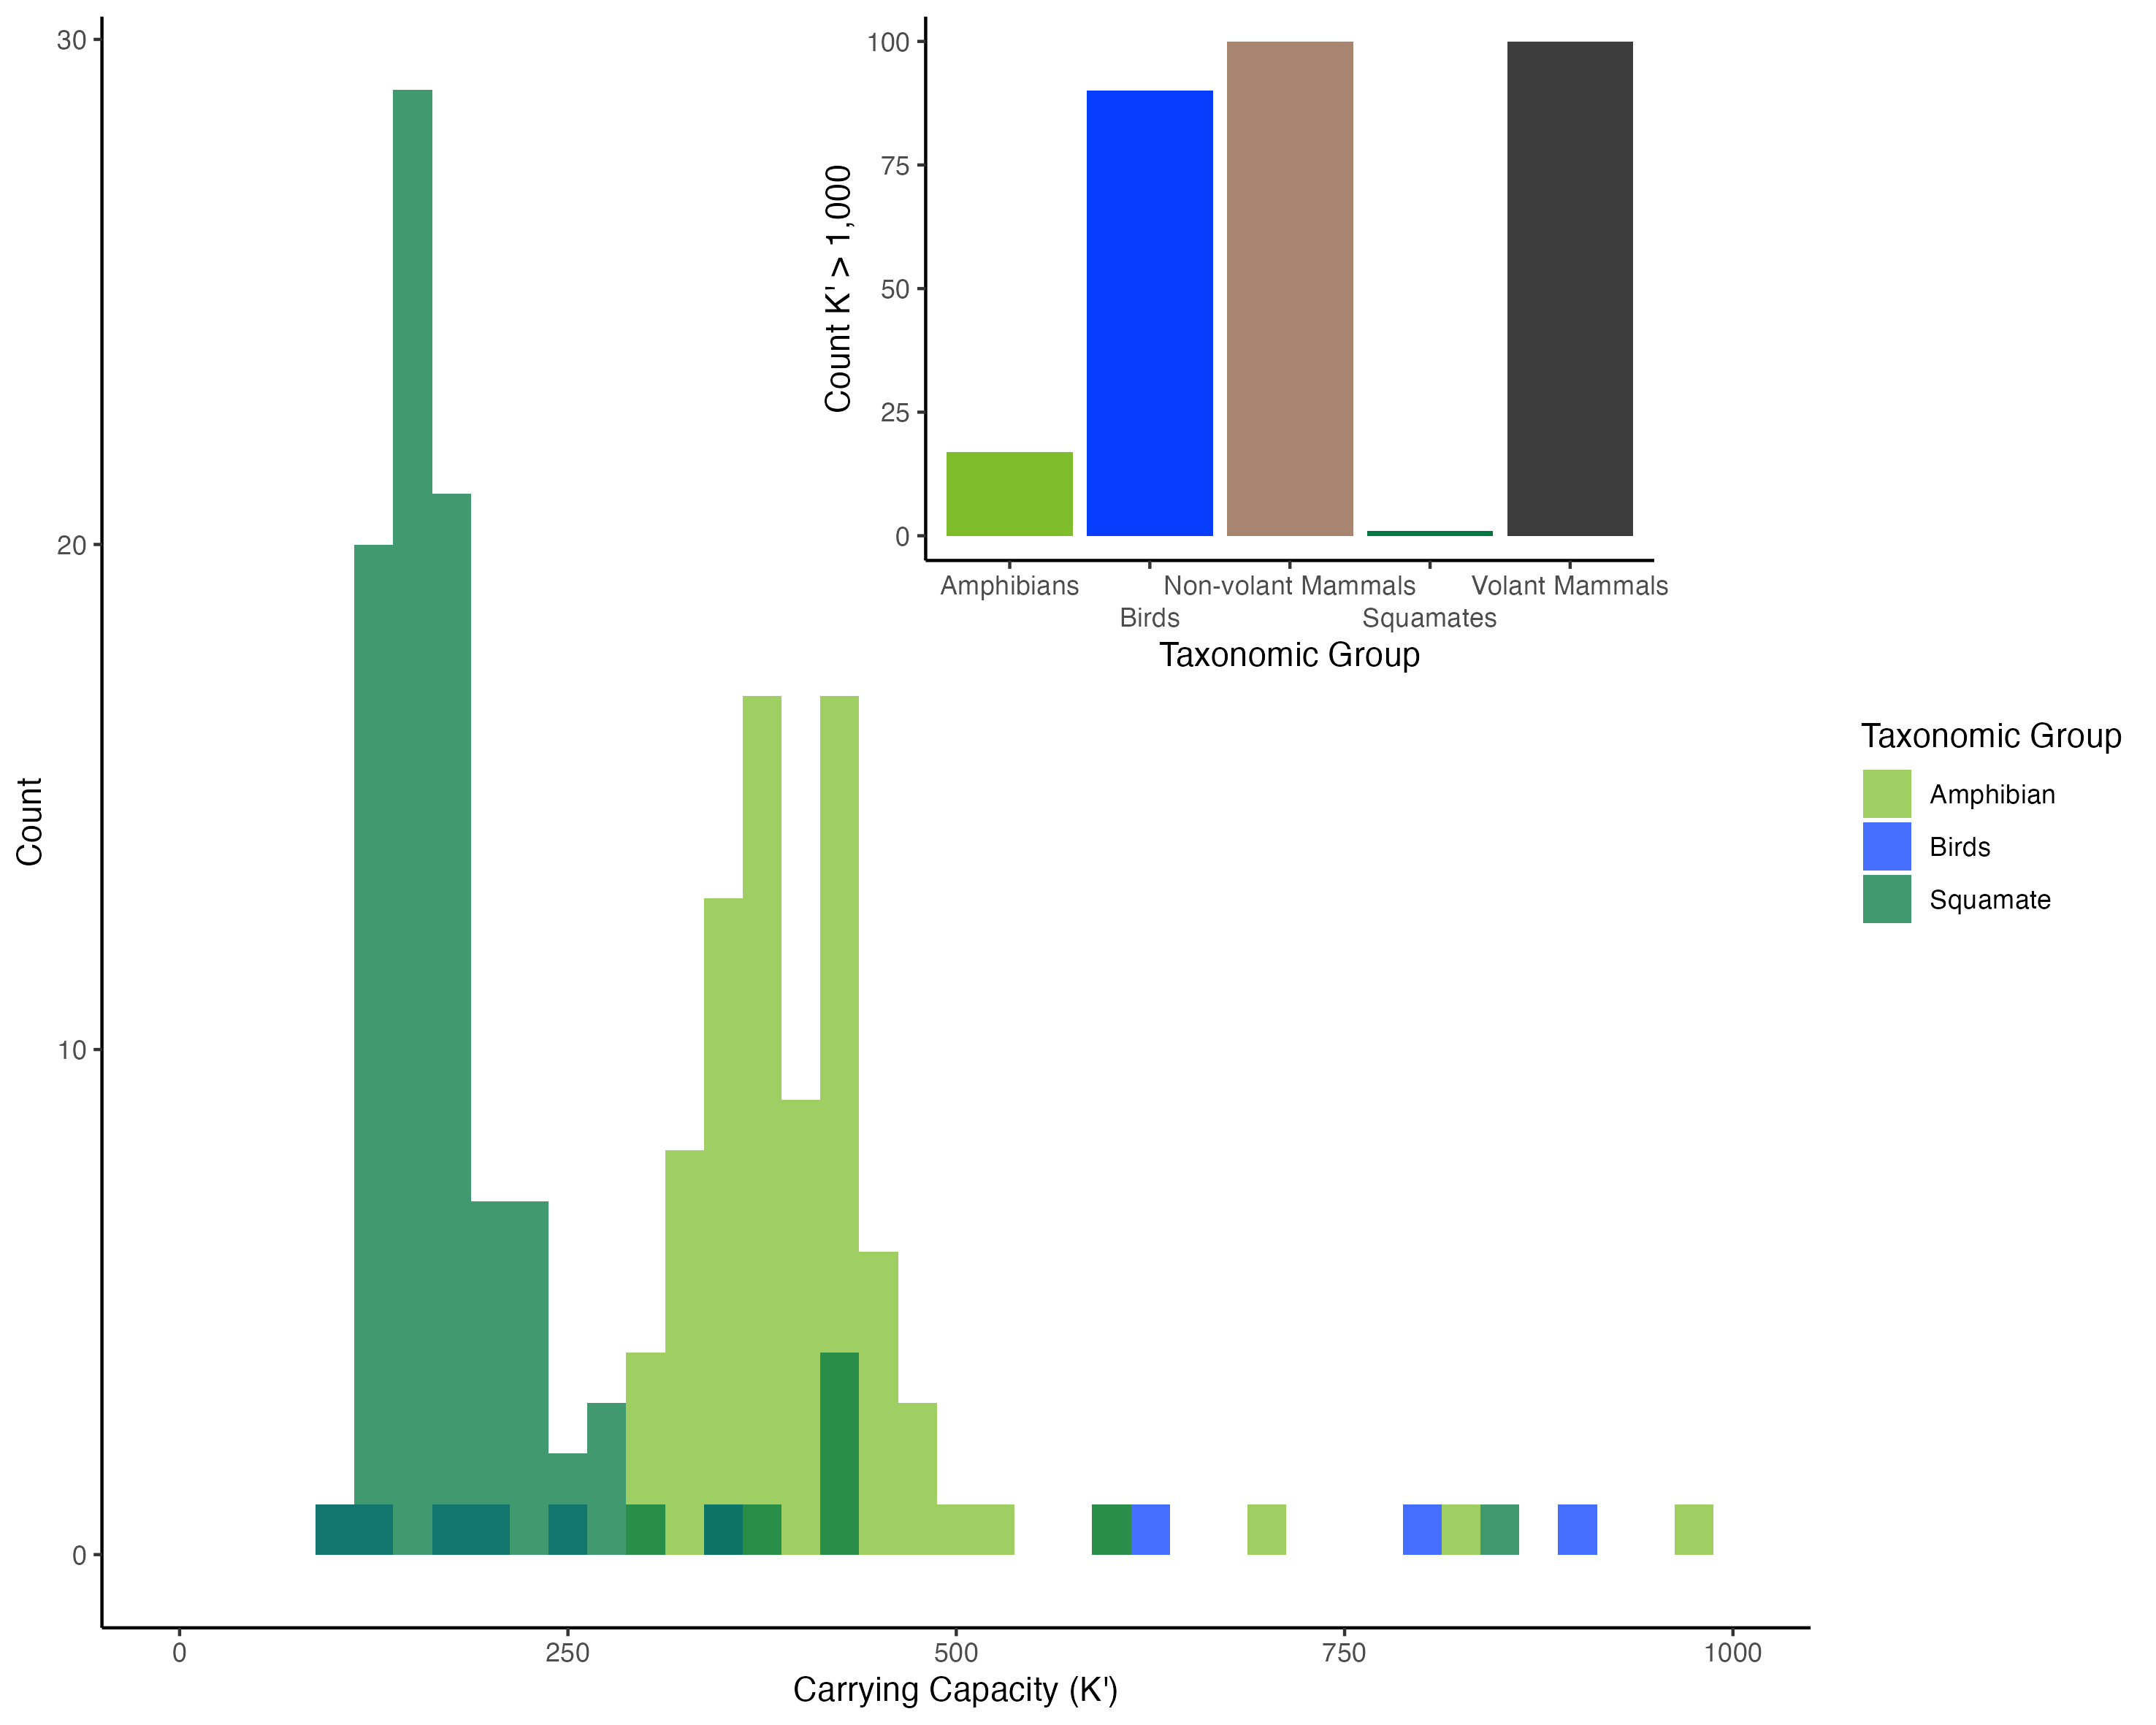 30
20
10
0
Count
0
250
500
750
1000
Carrying Capacity (K')
100
75
50
25
0
Count K' > 1,000
Amphibians
Non-volant Mammals
Volant Mammals
Birds
Squamates
Taxonomic Group
Taxonomic Group
Amphibian
Birds
Squamate